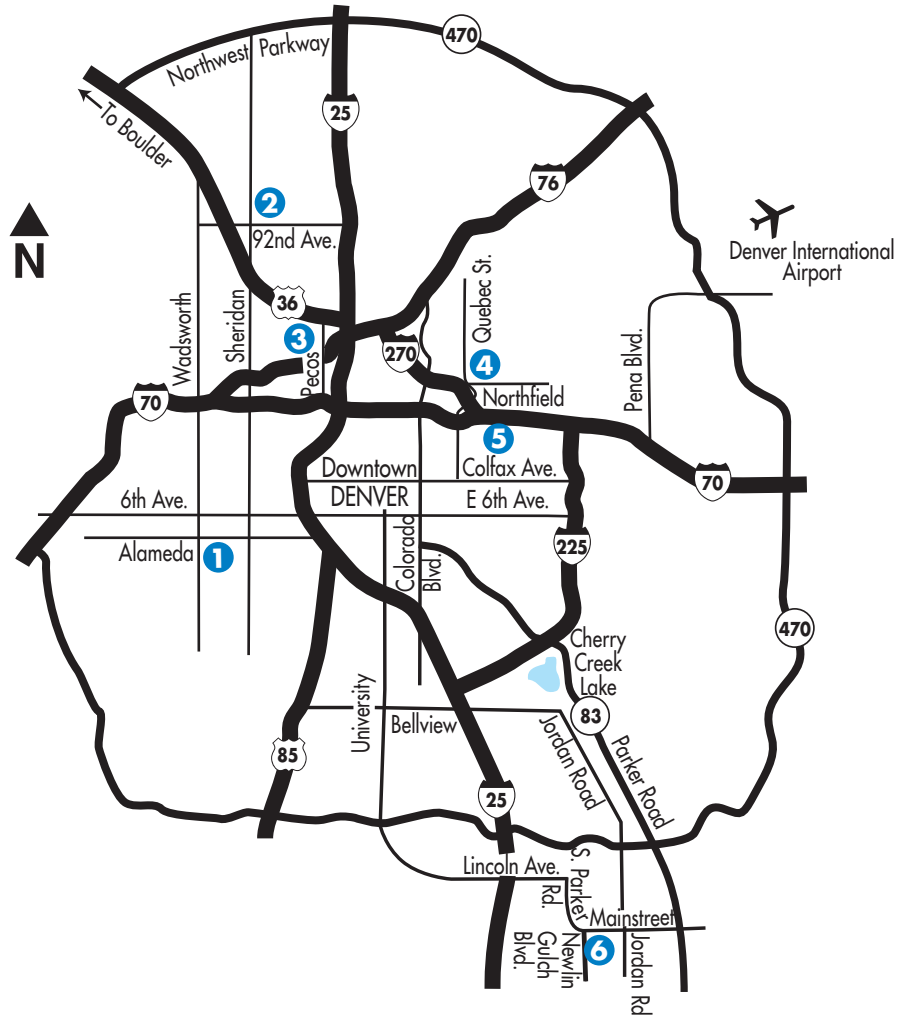 470
Northwest Parkway
25
To Boulder
76
2
92nd Ave.
N
Denver International
Airport
Wadsworth
Sheridan
36
3
Pecos
270
Quebec St.
4
Northfield
Pena Blvd.
70
5
Downtown
DENVER
Colfax Ave.
70
6th Ave.
E 6th Ave.
Alameda
1
Colorado
Blvd.
225
Cherry
Creek
Lake
470
University
Bellview
83
Jordan Road
Parker Road
85
25
Lincoln Ave.
S. Parker
Rd.
Mainstreet
6
Newlin
Gulch
Blvd.
Jordan Rd